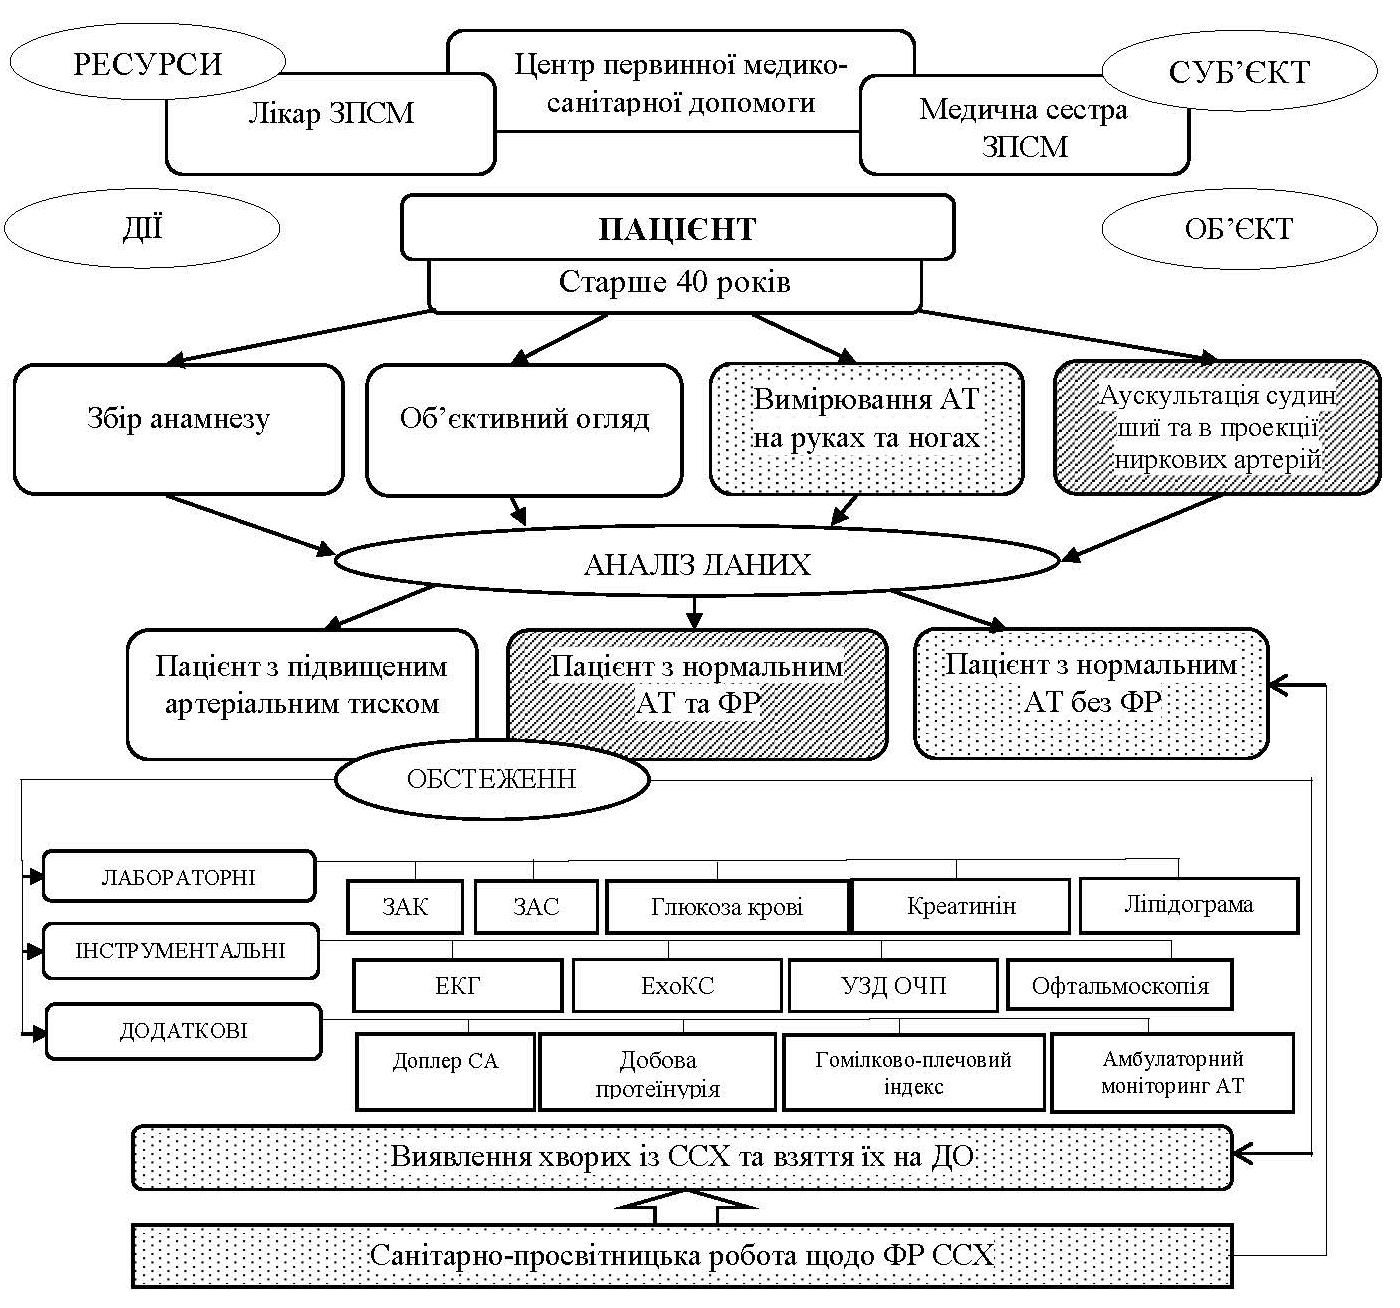 РЕСУРСИ
Центр первинної медико-
санітарної допомоги
СУБ’ЄКТ
Лікар ЗПСМ
Медична сестра
ЗПСМ
ДІЇ
ПАЦІЄНТ
ОБ’ЄКТ
Старше 40 років
Збір анамнезу
Об’єктивний огляд
Вимірювання АТ
на руках та ногах
Аускультація судин
шиї та в проекції
ниркових артерій
АНАЛІЗ ДАНИХ
Пацієнт з підвищеним
артеріальним тиском
Пацієнт з нормальним
АТ та ФР
Пацієнт з нормальним
АТ без ФР
ОБСТЕЖЕНН
ЛАБОРАТОРНІ
ЗАК
ЗАС
Глюкоза крові
Креатинін
Ліпідограма
ІНСТРУМЕНТАЛЬНІ
ЕКГ
ЕхоКС
УЗД ОЧП
Офтальмоскопія
ДОДАТКОВІ
Доплер СА
Добова
протеїнурія
Гомілково-плечовий
індекс
Амбулаторний
моніторинг АТ
Виявлення хворих із ССХ та взяття їх на ДО
Санітарно-просвітницька робота щодо ФР ССХ